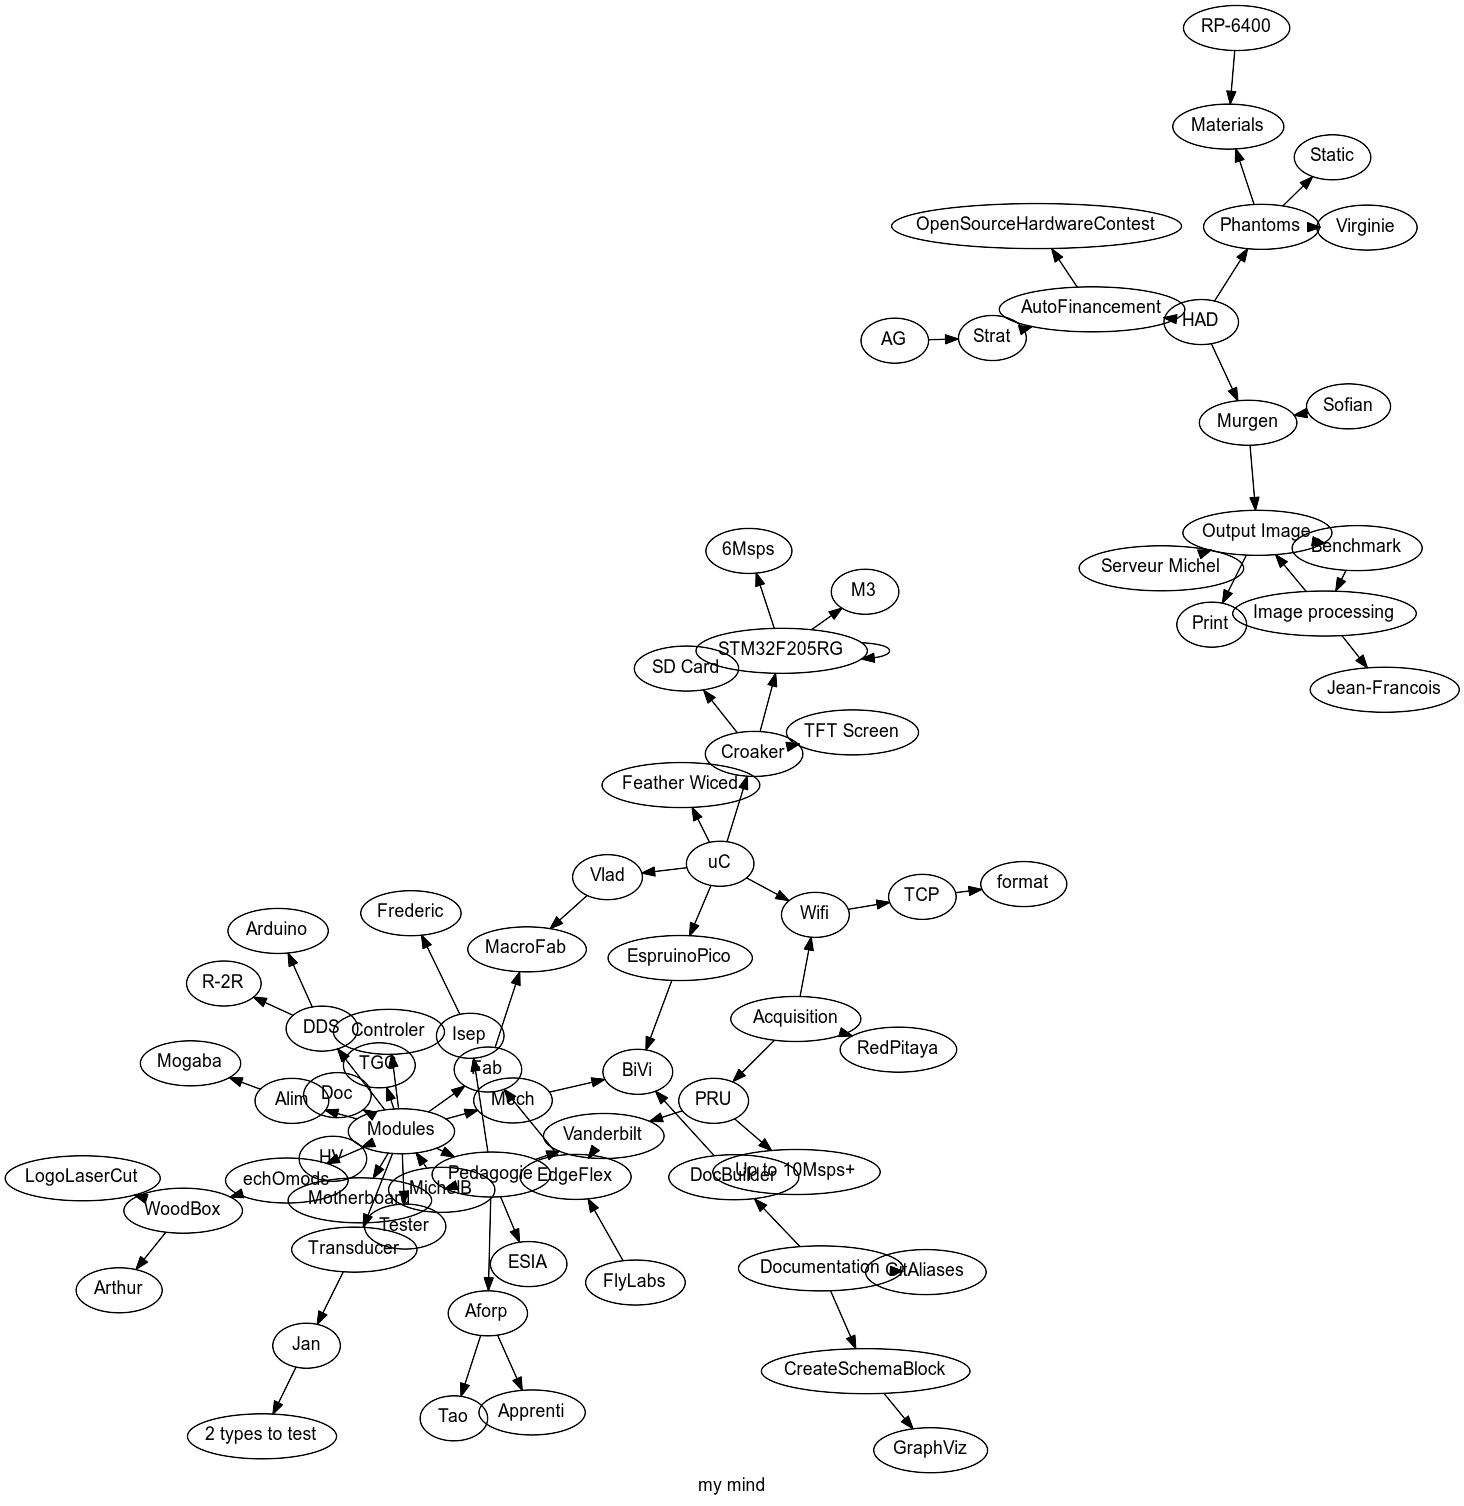 RP-6400
Materials
Static
OpenSourceHardwareContest
Phantoms
Virginie
AutoFinancement
HAD
AG
Strat
Sofian
Murgen
Output Image
Benchmark
Serveur Michel
Print
Image processing
Jean-Francois
6Msps
M3
STM32F205RG
SD Card
TFT Screen
Croaker
Feather Wiced
uC
Vlad
Wifi
TCP
format
Frederic
Arduino
MacroFab
EspruinoPico
R-2R
DDS
Controler
Isep
Acquisition
RedPitaya
Mogaba
TGC
Fab
BiVi
Alim
Doc
Mech
PRU
Modules
Vanderbilt
HV
LogoLaserCut
echOmods
Pedagogie
EdgeFlex
DocBuilder
Up to 10Msps+
MichelB
Motherboard
WoodBox
Tester
Transducer
ESIA
FlyLabs
Documentation
GitAliases
Arthur
Aforp
Jan
CreateSchemaBlock
Tao
Apprenti
2 types to test
GraphViz
my mind